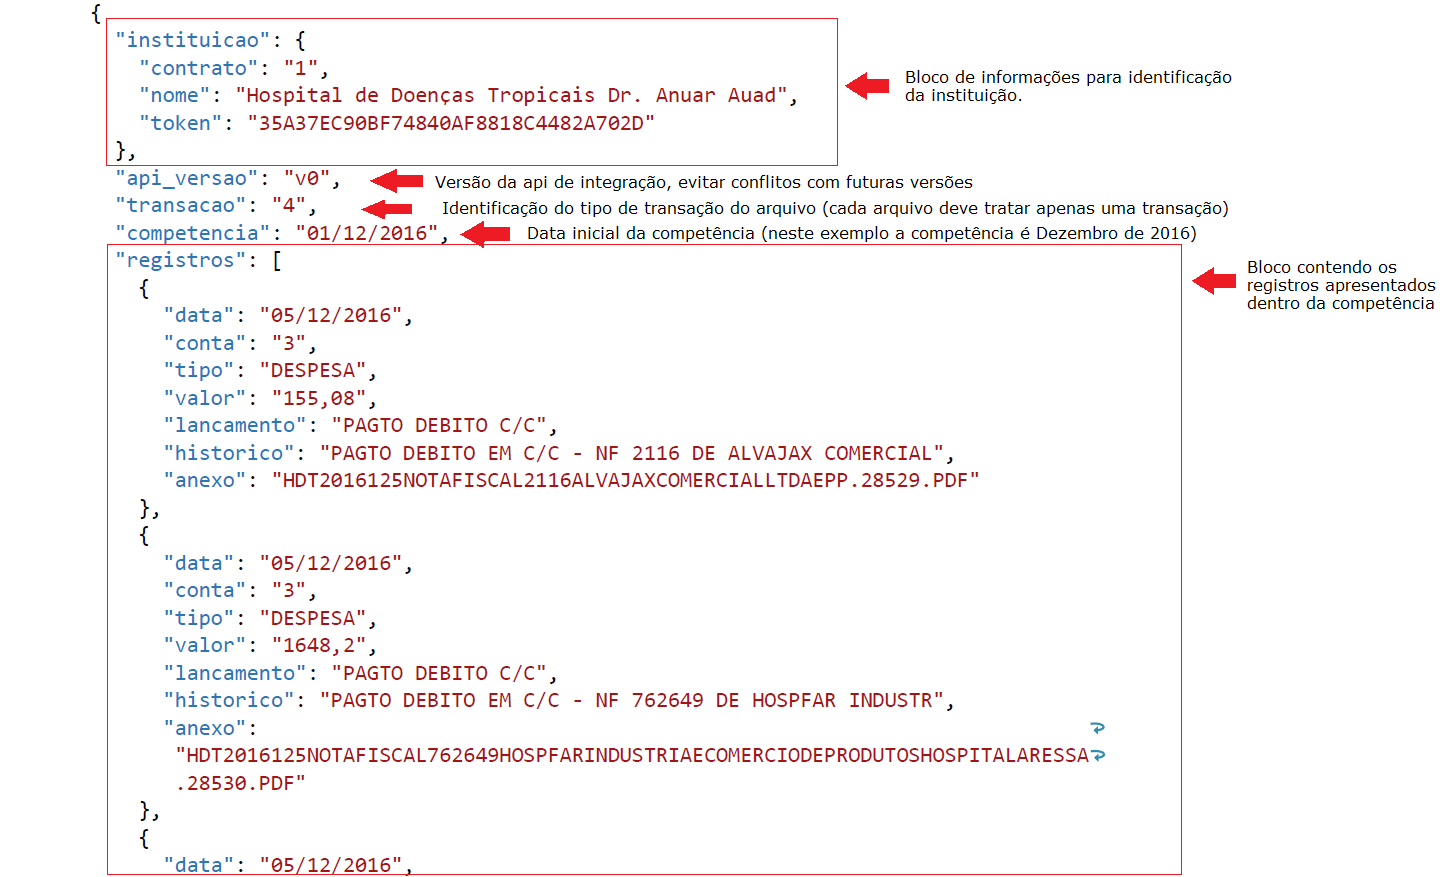 {
"instituicao": {
"contrato": "1",
"nome": "Hospital de Doenças Tropicais Dr. Anuar Auad",
"token": "35A37EC90BF74840AF8818C4482A702D"
},
Bloco de informações para identificação
da instituição.
"api_versao": "v0",
Versão da api de integração, evitar conflitos com futuras versões
"transacao": "4",
Identificação do tipo de transação do arquivo (cada arquivo deve tratar apenas uma transação)
"competencia": "01/12/2016",
Data inicial da competência (neste exemplo a competência é Dezembro de 2016)
"registros": [
Bloco contendo os
registros apresentados
dentro da competência
{
"data": "05/12/2016",
"conta": "3",
"tipo": "DESPESA",
"valor": "155,08",
"lancamento": "PAGTO DEBITO C/C",
"historico": "PAGTO DEBITO EM C/C - NF 2116 DE ALVAJAX COMERCIAL",
"anexo": "HDT2016125NOTAFISCAL2116ALVAJAXCOMERCIALLTDAEPP.28529.PDF"
},
{
"data": "05/12/2016",
"conta": "3",
"tipo": "DESPESA",
"valor": "1648,2",
"lancamento": "PAGTO DEBITO C/C",
"historico": "PAGTO DEBITO EM C/C - NF 762649 DE HOSPFAR INDUSTR",
"anexo":
"HDT2016125NOTAFISCAL762649HOSPFARINDUSTRIAECOMERCIODEPRODUTOSHOSPITALARESSA
.28530.PDF"
},
{
"data": "05/12/2016",